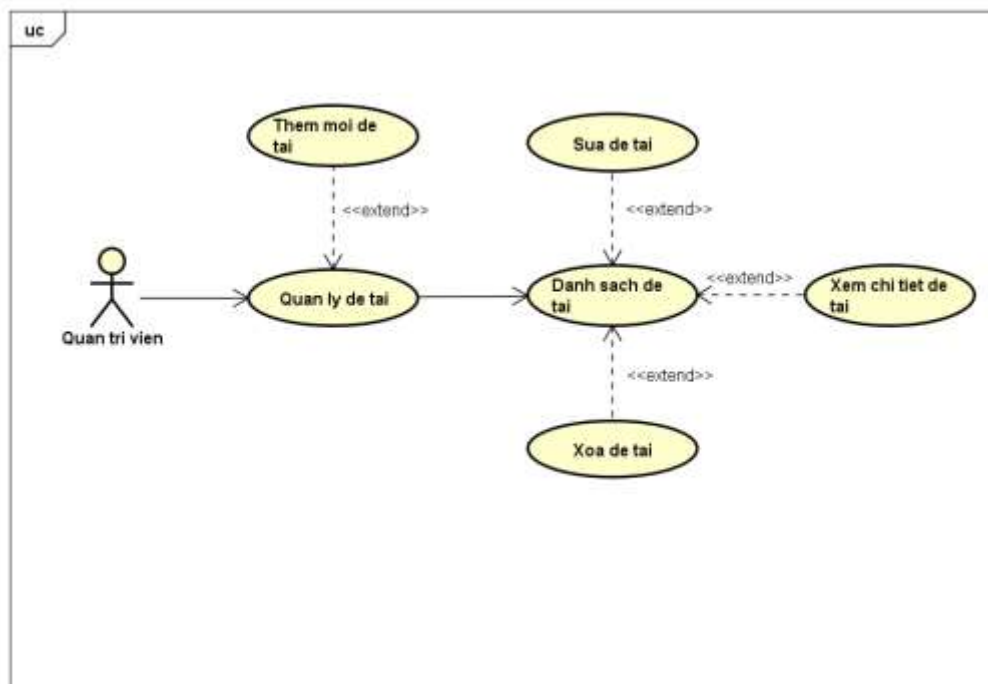 uc
Them moi de
tai
Sua de tai
<<extend>>
<<extend>>
Quan ly de tai
Danh sach de
tai
<<extend>>
Xem chi tiet de
tai
Quan tri vien
<<extend>>
Xoa de tai